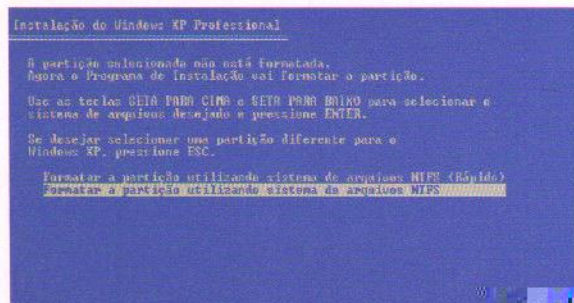 Instalação do Windows XP Professional
A partição selecionada não está formatada.
Agora o Programa de Instalação vai formatar a partição.
Use as teclas SETA PARA CIMA e SETA PARA BAIXO para selecionar o
sistema de arquivos desejado e pressione ENTER.
Se desejar selecionar uma partição diferente para o
Windows XP, pressione ESC.
Formatar a partição utilizando sistema de arquivos NTFS (Rápido)
Formatar a partição utilizando sistema de arquivos NTFS